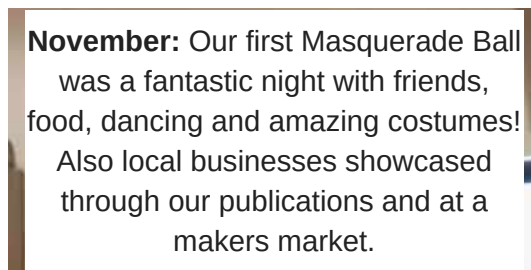 November: Our first Masquerade Ball
was a fantastic night with friends,
food, dancing and amazing costumes!
Also local businesses showcased
through our publications and at a
makers market.